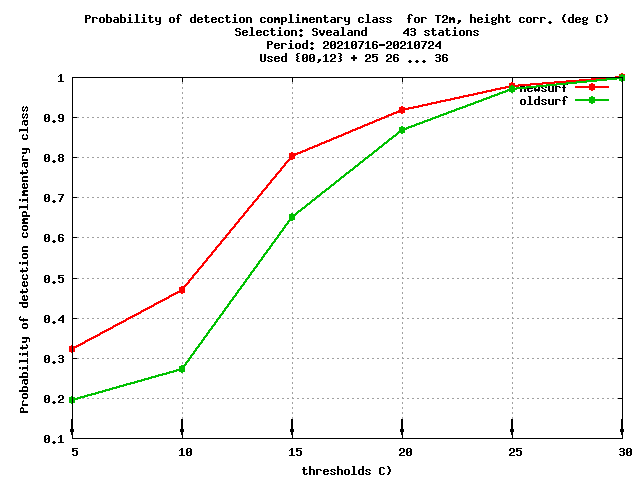 Probability of detection complimentary class  for T2m, height corr. (deg C)
Selection: Svealand     43 stations
Period: 20210716-20210724
Used {00,12} + 25 26 ... 36
Probability of detection complimentary class
1
0.9
0.8
0.7
0.6
0.5
0.4
0.3
0.2
0.1
newsurf
oldsurf
5
10
15
20
25
30
thresholds C)